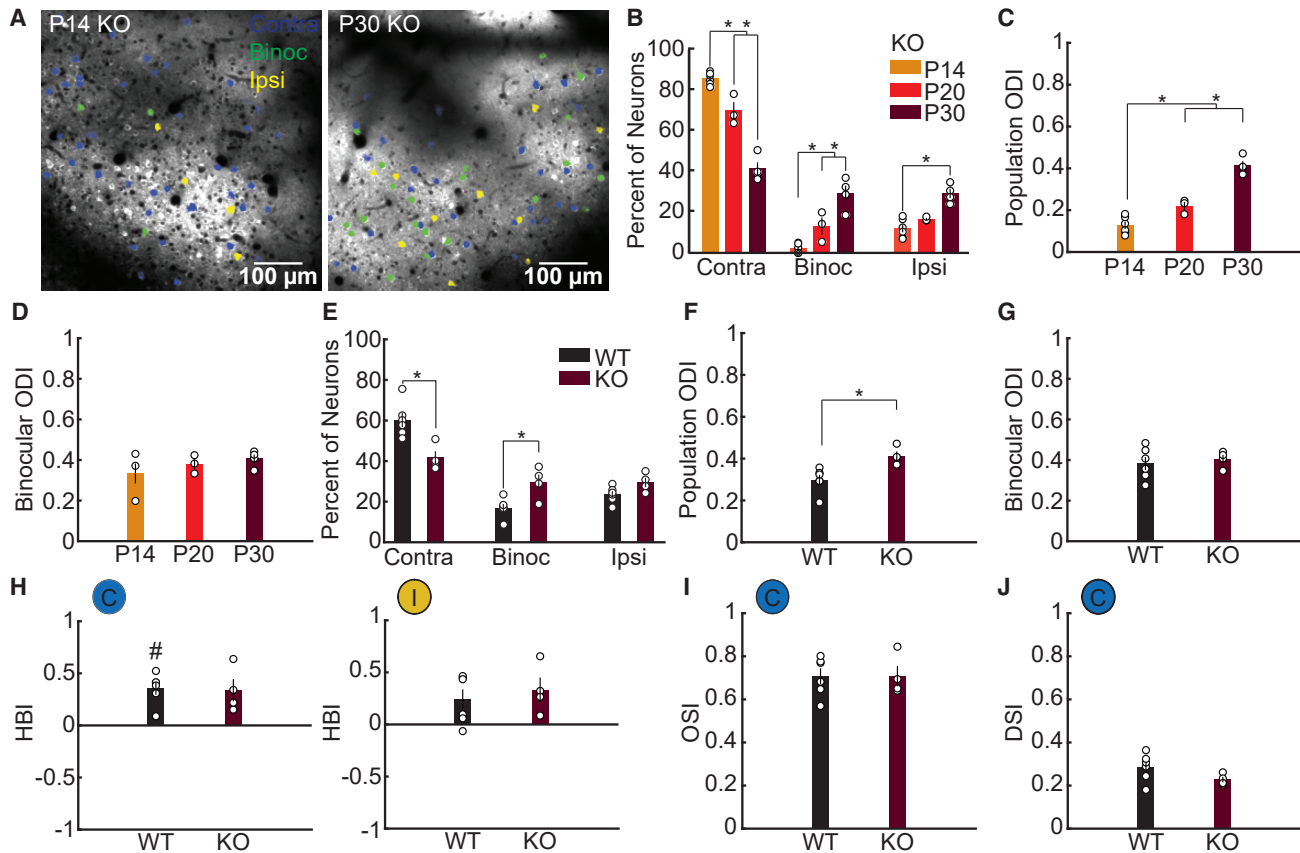 A
P14 KO
Contra
Binoc
Ipsi
100 µm
P30 KO
100 µm
B
Percent of Neurons
100
80
60
40
20
0
* *
* *
*
KO
P14
P20
P30
Contra
Binoc
Ipsi
C
Population ODI
1
0.8
0.6
0.4
0.2
0
* *
P14
P20
P30
D
Binocular ODI
1
0.8
0.6
0.4
0.2
0
P14
P20
P30
E
Percent of Neurons
100
80
60
40
20
0
*
*
WT
KO
Contra
Binoc
Ipsi
F
Population ODI
1
0.8
0.6
0.4
0.2
0
*
WT
KO
G
Binocular ODI
1
0.8
0.6
0.4
0.2
0
WT
KO
H
C
HBI
1
0.5
0
-0.5
-1
#
WT
KO
I
HBI
1
0.5
0
-0.5
-1
WT
KO
I
C
OSI
1
0.8
0.6
0.4
0.2
0
WT
KO
J
C
DSI
1
0.8
0.6
0.4
0.2
0
WT
KO